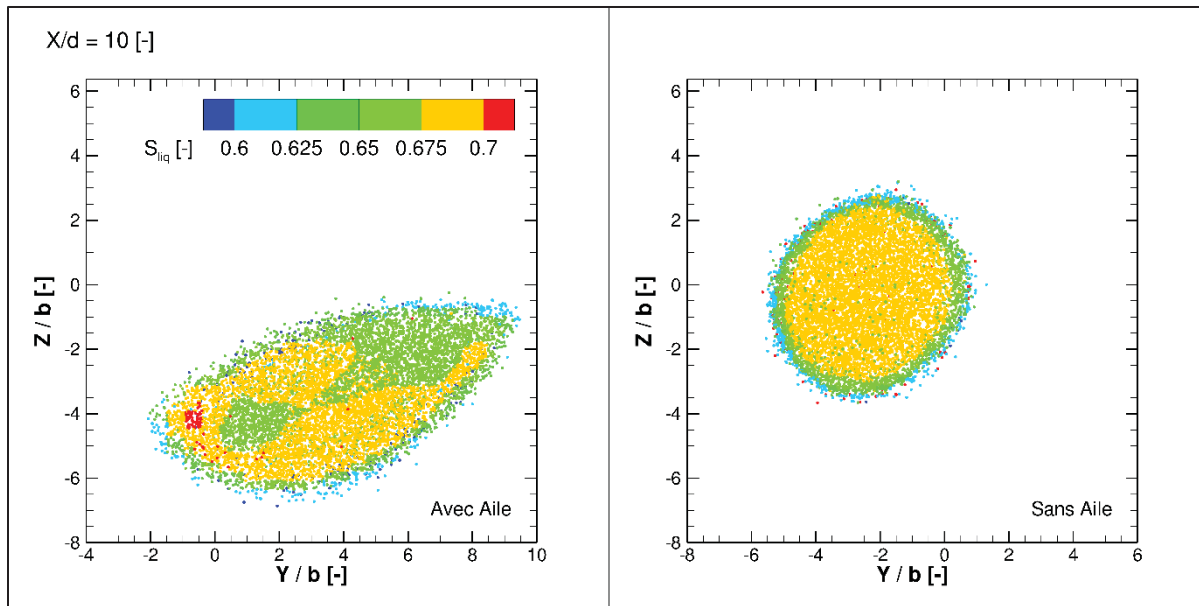 X/d = 10 [-]
S_liq [-] 0.6 0.625 0.65 0.675 0.7
Z / b [-]
6
4
2
0
-2
-4
-6
-8
-4 -2 0 2 4 6 8 10
Y / b [-]
Avec Aile
Z / b [-]
6
4
2
0
-2
-4
-6
-8
-8 -6 -4 -2 0 2 4 6
Y / b [-]
Sans Aile